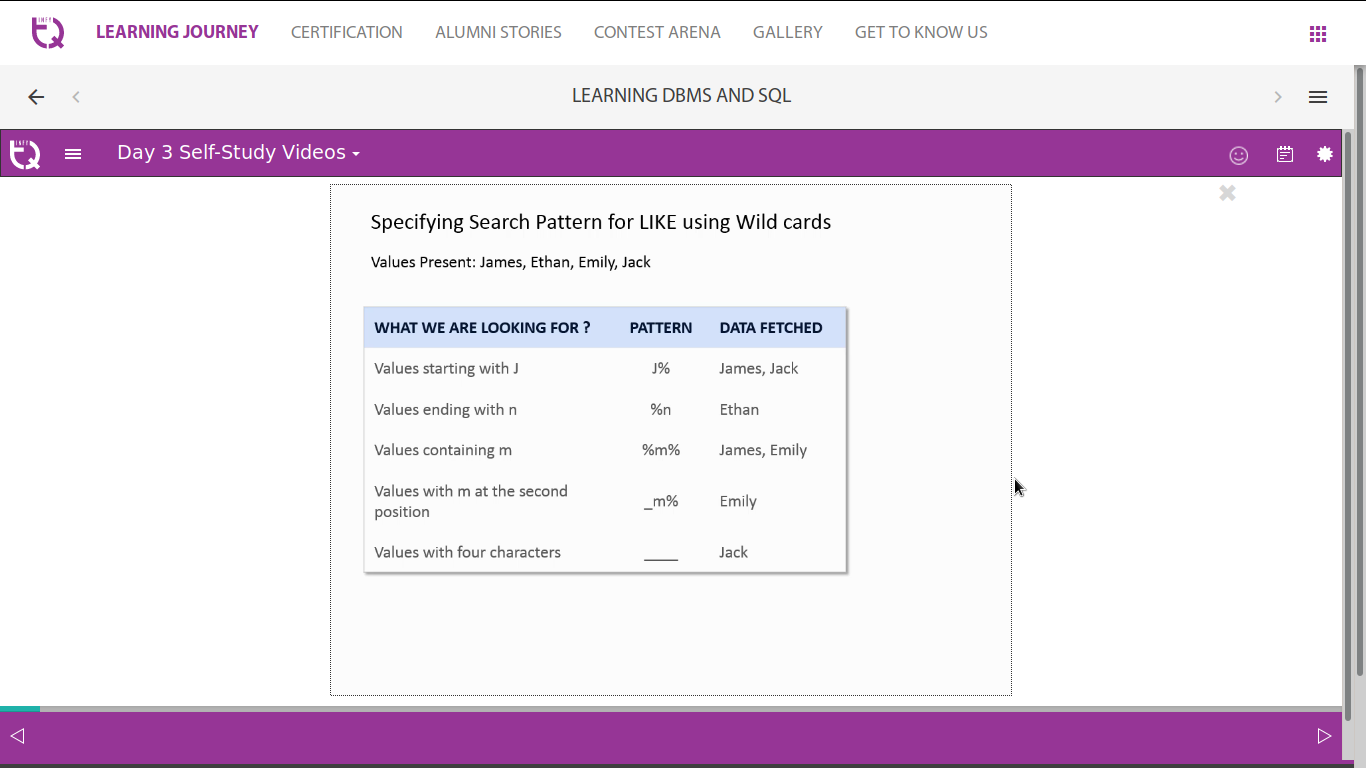 INFY
TQ
LEARNING JOURNEY CERTIFICATION ALUMNI STORIES CONTEST ARENA GALLERY GET TO KNOW US
LEARNING DBMS AND SQL
INFY
TQ
Day 3 Self-Study Videos
Specifying Search Pattern for LIKE using Wild cards
Values Present: James, Ethan, Emily, Jack
WHAT WE ARE LOOKING FOR ? PATTERN DATA FETCHED
Values starting with J J% James, Jack
Values ending with n %n Ethan
Values containing m %m% James, Emily
Values with m at the second
position _m% Emily
Values with four characters ____ Jack